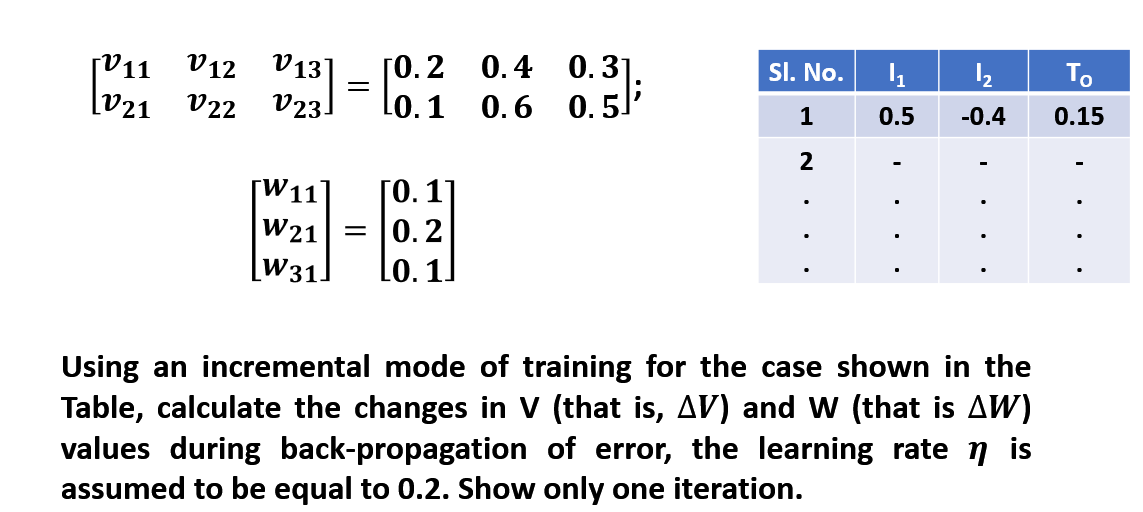 [v11 v12 v13] = [0.2 0.4 0.3];
[v21 v22 v23] [0.1 0.6 0.5]
[w11] [0.1]
[w21] = [0.2]
[w31] [0.1]
Sl. No. I1 I2 TO
1 0.5 -0.4 0.15
2 - - -
. . . .
. . . .
. . . .
Using an incremental mode of training for the case shown in the
Table, calculate the changes in V (that is, ΔV) and W (that is ΔW)
values during back-propagation of error, the learning rate η is
assumed to be equal to 0.2. Show only one iteration.